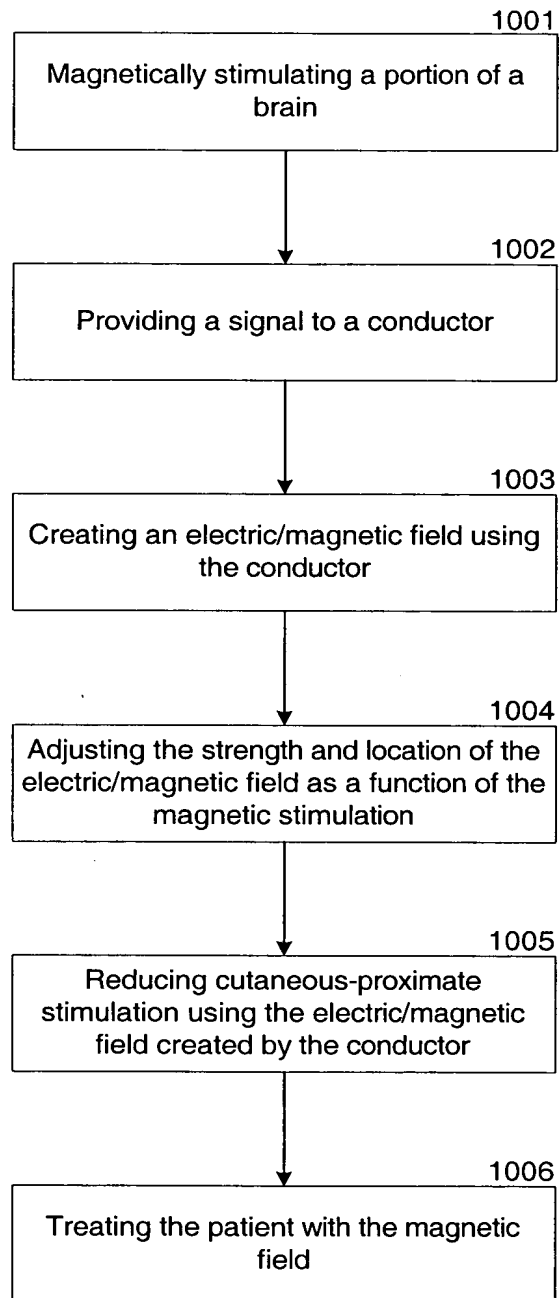 1001
Magnetically stimulating a portion of a
brain
1002
Providing a signal to a conductor
1003
Creating an electric/magnetic field using
the conductor
1004
Adjusting the strength and location of the
electric/magnetic field as a function of the
magnetic stimulation
1005
Reducing cutaneous-proximate
stimulation using the electric/magnetic
field created by the conductor
1006
Treating the patient with the magnetic
field